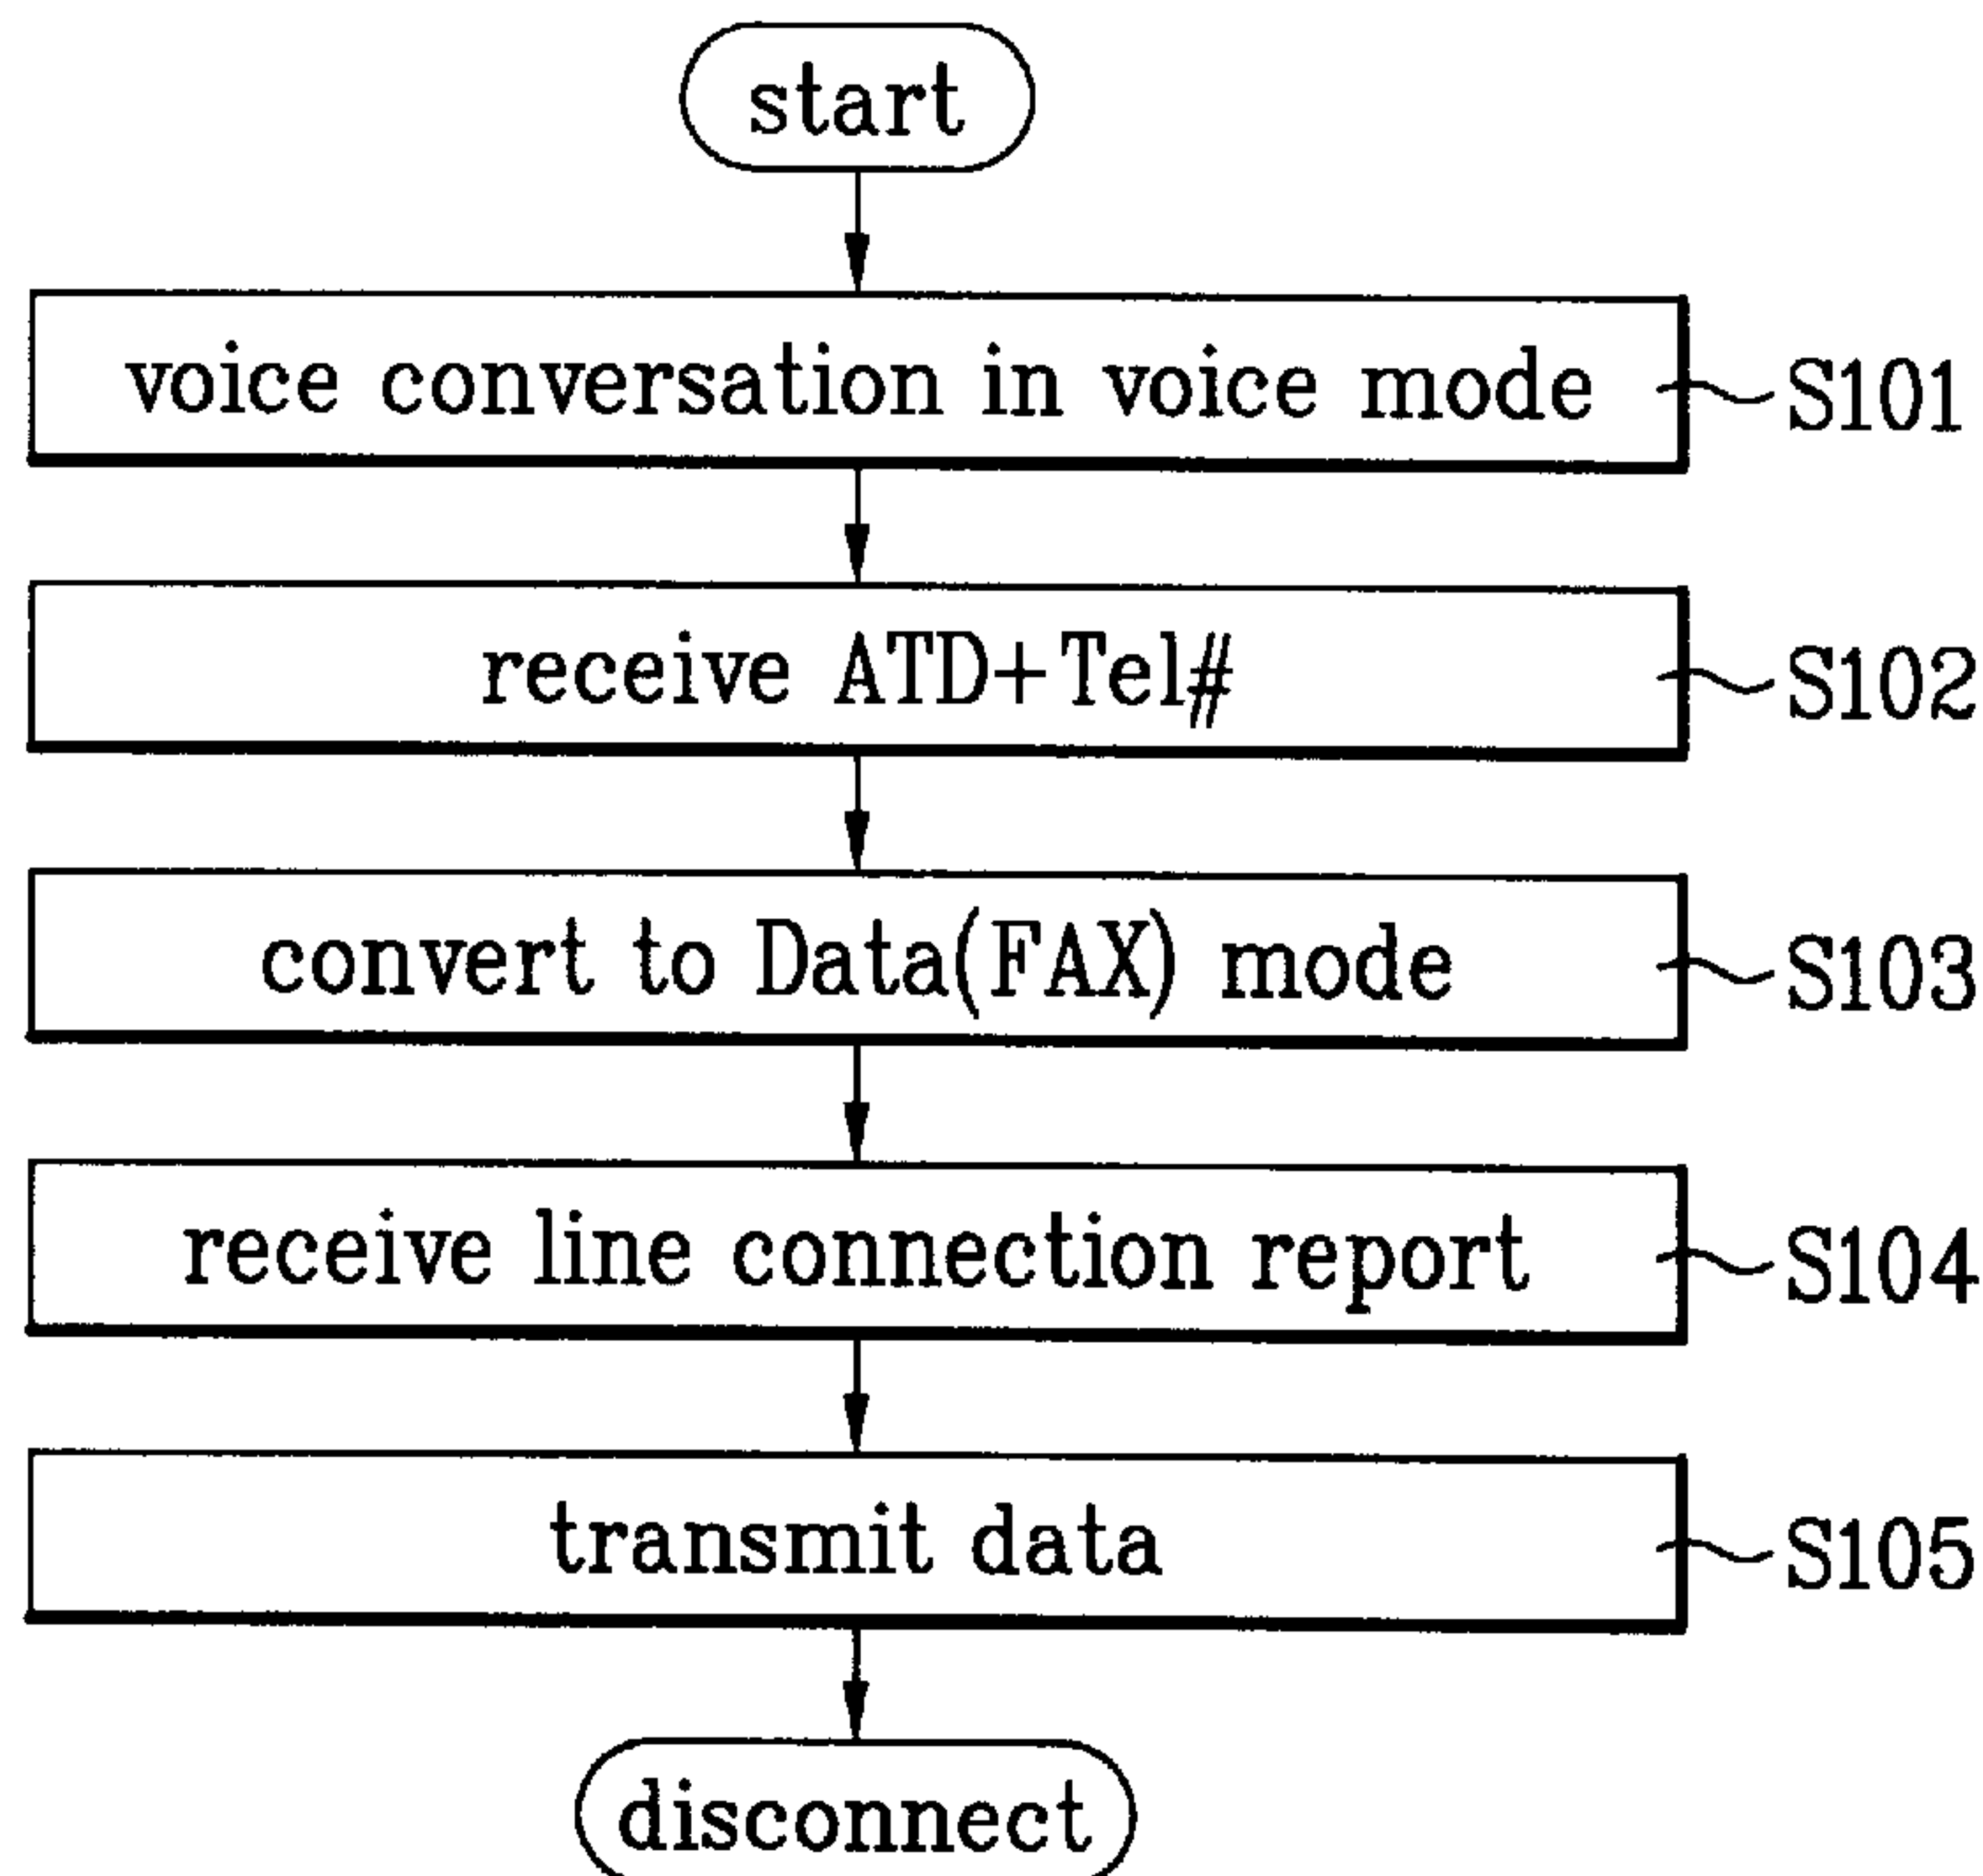 start
voice conversation in voice mode S101
receive ATD+Tel# S102
convert to Data(FAX) mode S103
receive line connection report S104
transmit data S105
disconnect